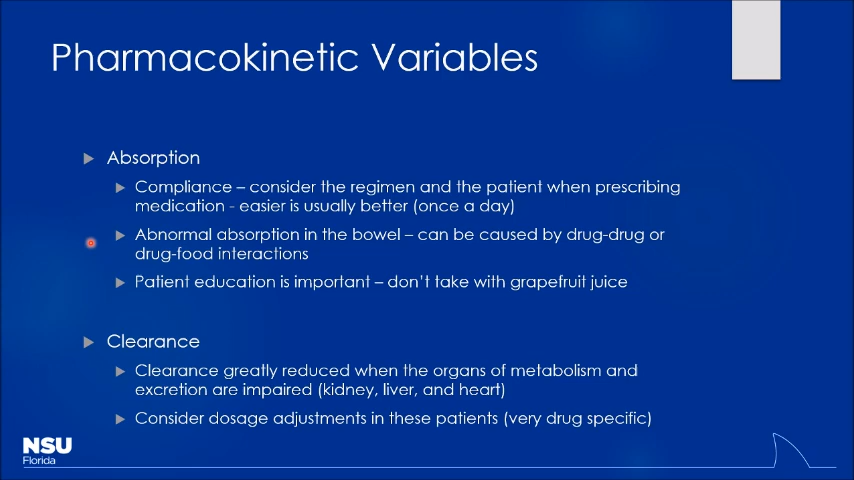 Pharmacokinetic Variables
Absorption
Compliance – consider the regimen and the patient when prescribing
medication - easier is usually better (once a day)
Abnormal absorption in the bowel – can be caused by drug-drug or
drug-food interactions
Patient education is important – don't take with grapefruit juice
Clearance
Clearance greatly reduced when the organs of metabolism and
excretion are impaired (kidney, liver, and heart)
Consider dosage adjustments in these patients (very drug specific)
NSU
Florida